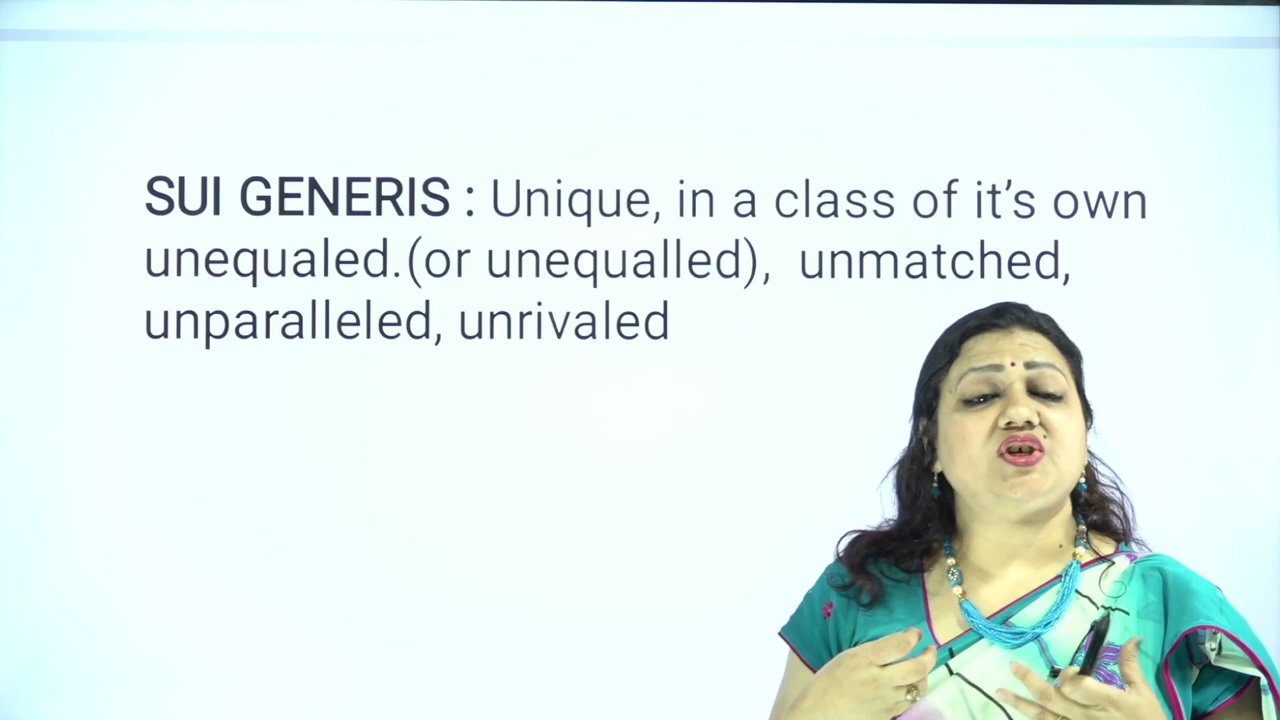 SUI GENERIS : Unique, in a class of it's own
unequaled.(or unequalled),  unmatched,
unparalleled, unrivaled